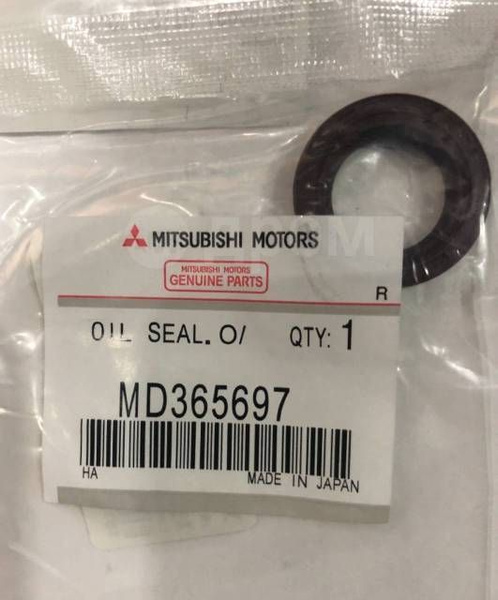 MITSUBISHI MOTORS
MITSUBISHI MOTORS
GENUINE PARTS
R
OIL SEAL.O/ QTY: 1
MD365697
HA MADE IN JAPAN